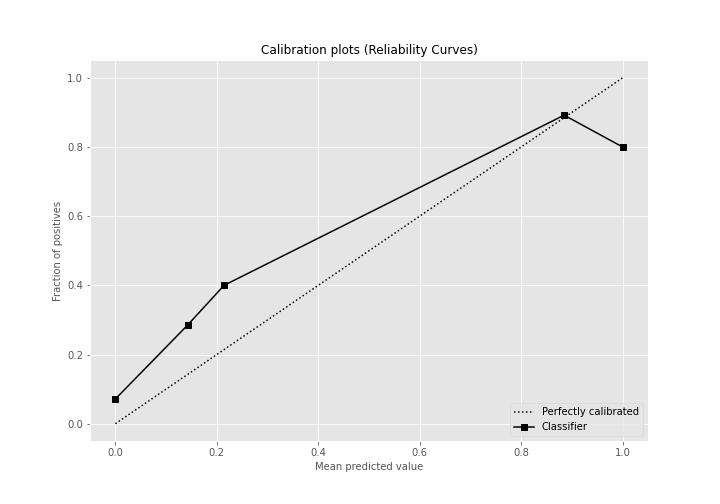 Calibration plots (Reliability Curves)
1.0
0.8
0.6
0.4
0.2
0.0
Fraction of positives
0.0 0.2 0.4 0.6 0.8 1.0
Mean predicted value
Perfectly calibrated
Classifier